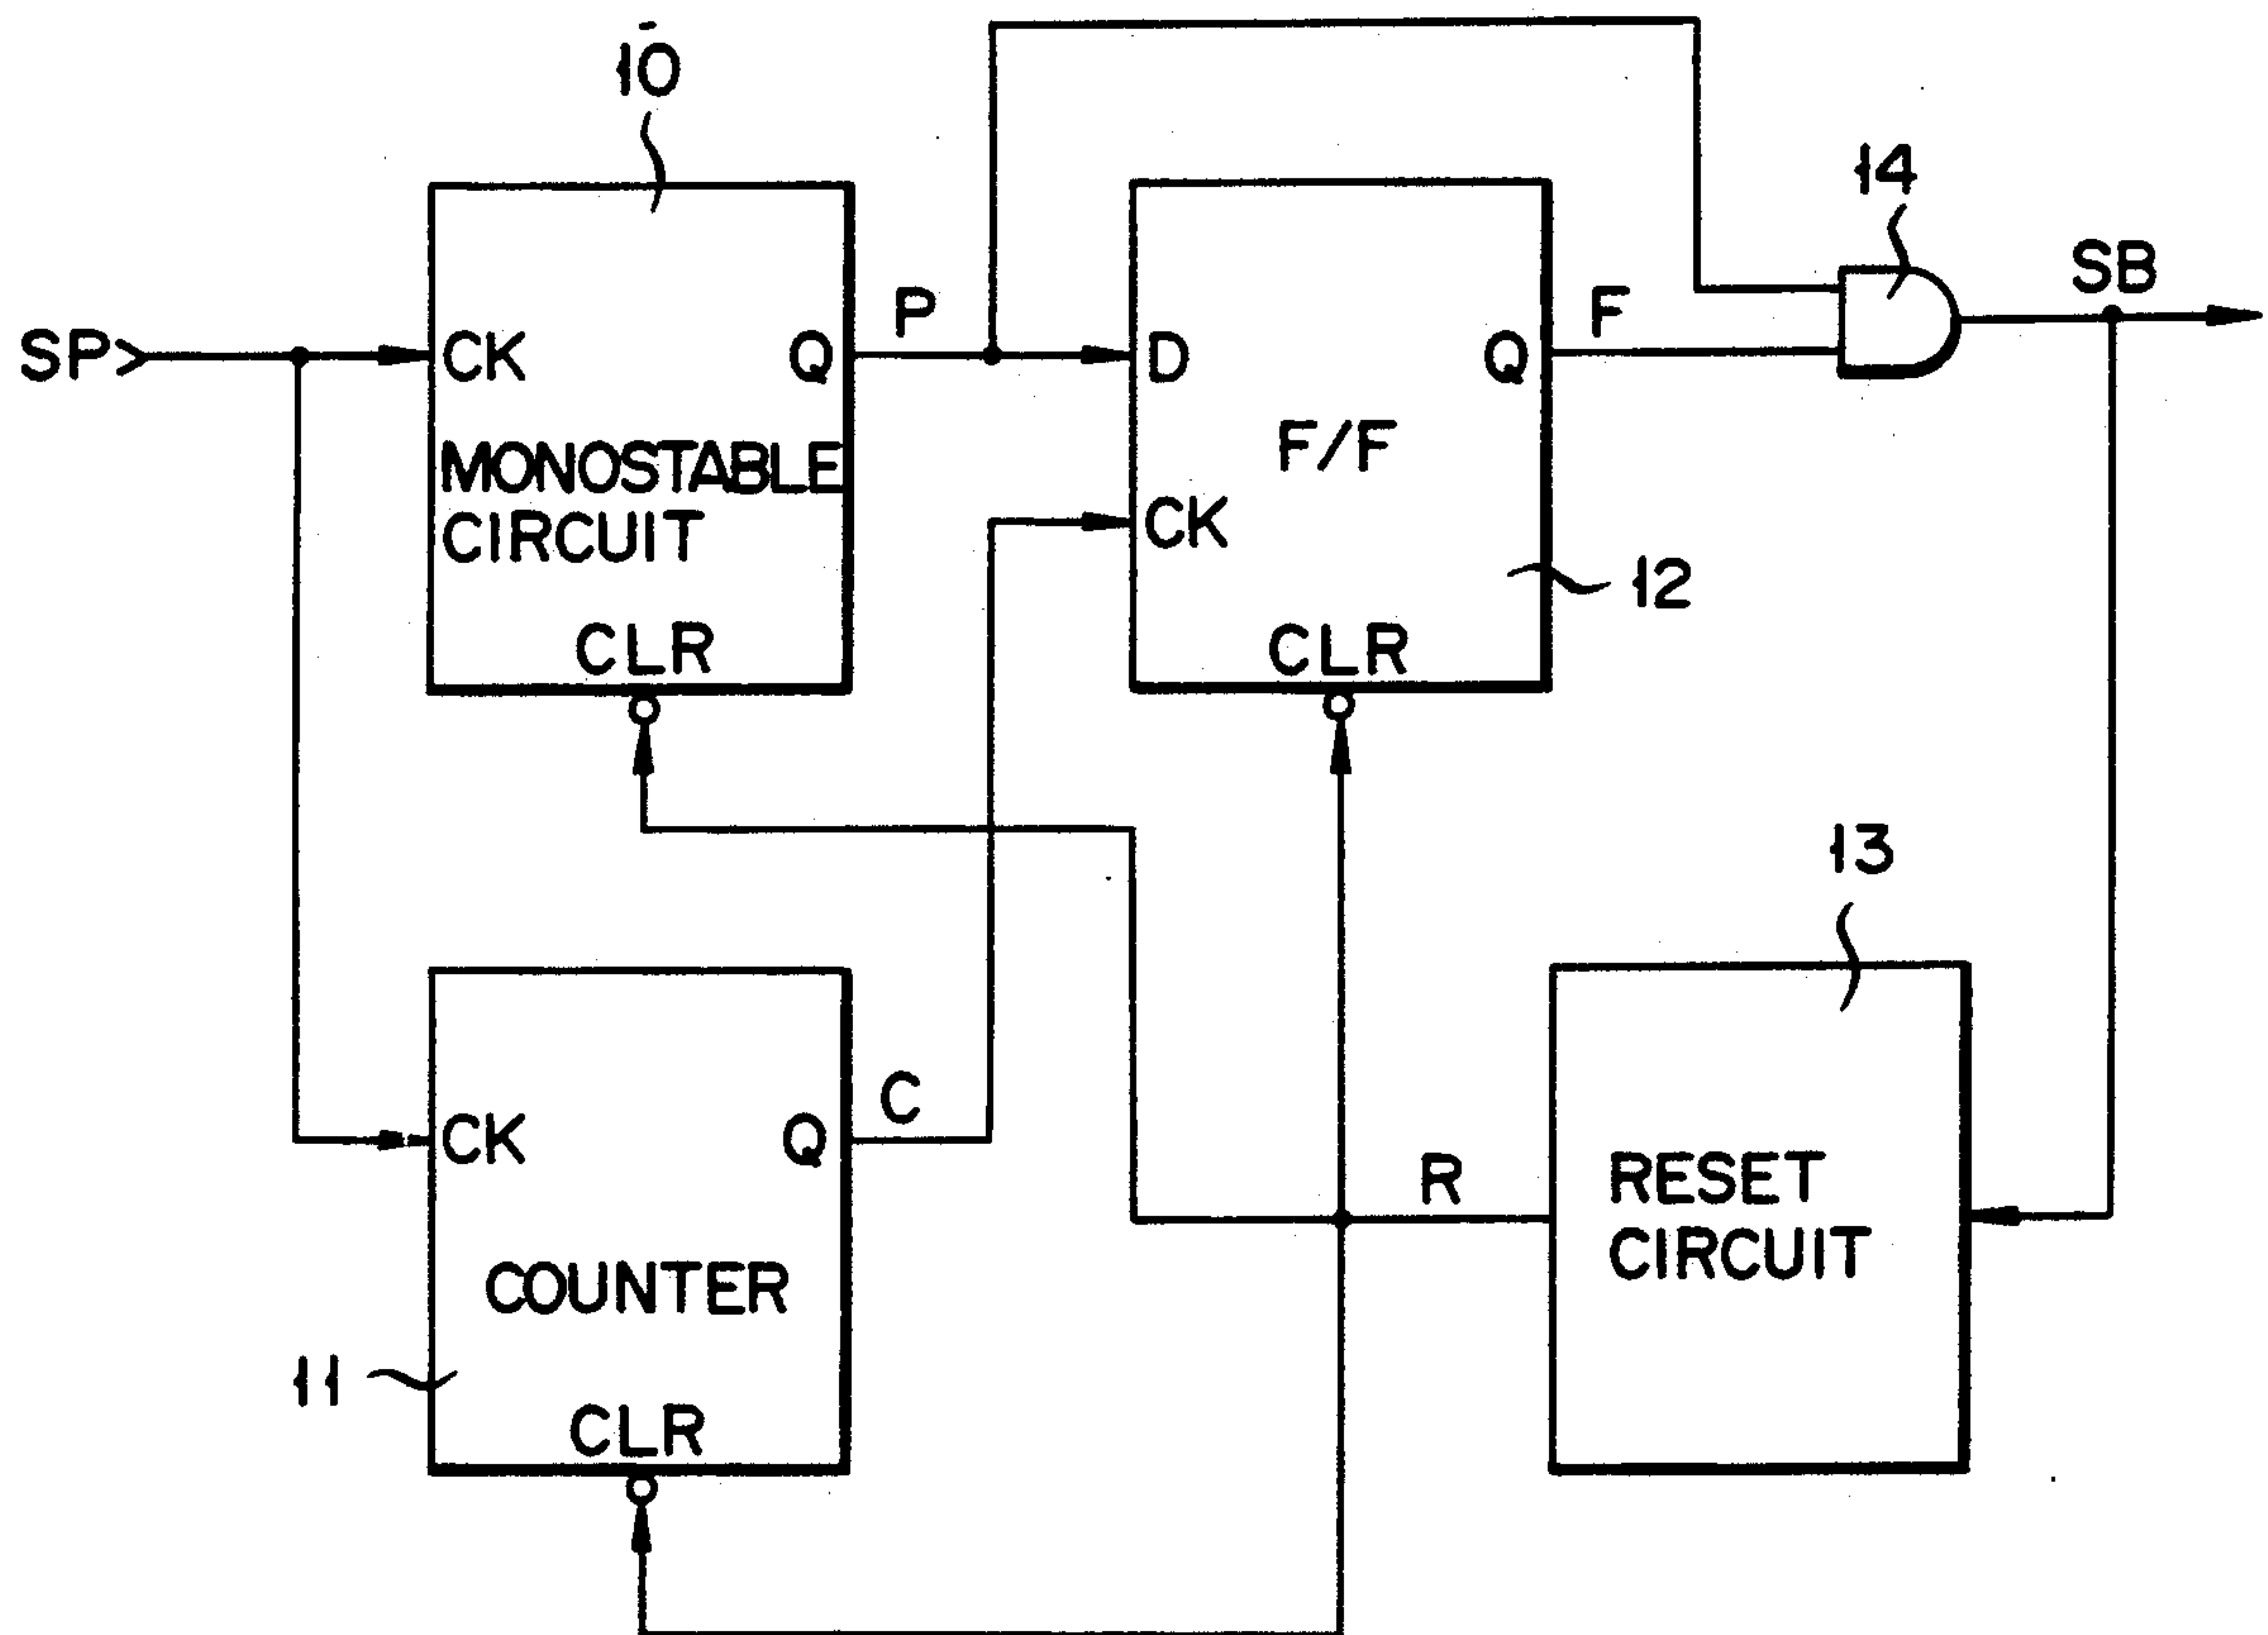 10
14
SB
P
F
SP>
CK
Q
D
Q
MONOSTABLE
CIRCUIT
F/F
CK
12
CLR
CLR
13
C
CK
Q
R
RESET
CIRCUIT
COUNTER
11
CLR